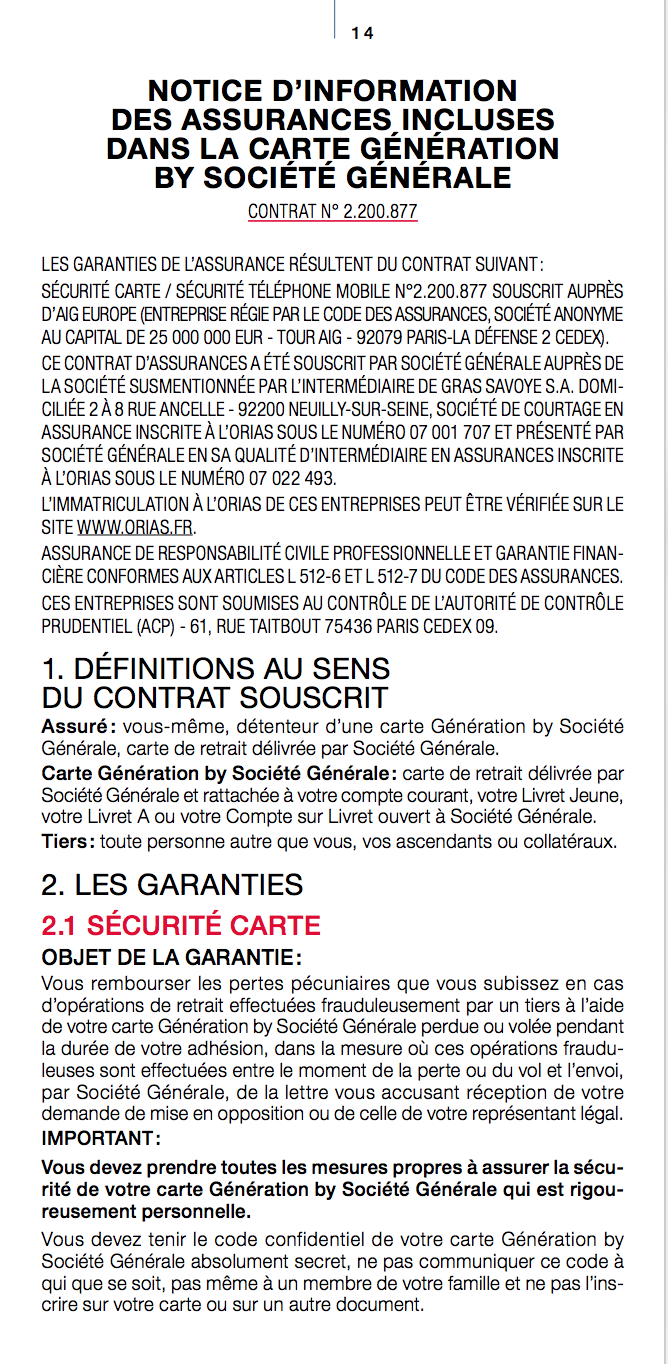 14
NOTICE D'INFORMATION
DES ASSURANCES INCLUSES
DANS LA CARTE GÉNÉRATION
BY SOCIÉTÉ GÉNÉRALE
CONTRAT N° 2.200.877
LES GARANTIES DE L'ASSURANCE RÉSULTENT DU CONTRAT SUIVANT :
SÉCURITÉ CARTE / SÉCURITÉ TÉLÉPHONE MOBILE N°2.200.877 SOUSCRIT AUPRÈS
D'AIG EUROPE (ENTREPRISE RÉGIE PAR LE CODE DES ASSURANCES, SOCIÉTÉ ANONYME
AU CAPITAL DE 25 000 000 EUR - TOUR AIG - 92079 PARIS-LA DÉFENSE 2 CEDEX).
CE CONTRAT D'ASSURANCES A ÉTÉ SOUSCRIT PAR SOCIÉTÉ GÉNÉRALE AUPRÈS DE
LA SOCIÉTÉ SUSMENTIONNÉE PAR L'INTERMÉDIAIRE DE GRAS SAVOYE S.A. DOMI-
CILIÉE 2 À 8 RUE ANCELLE - 92200 NEUILLY-SUR-SEINE, SOCIÉTÉ DE COURTAGE EN
ASSURANCE INSCRITE À L'ORIAS SOUS LE NUMÉRO 07 001 707 ET PRÉSENTÉ PAR
SOCIÉTÉ GÉNÉRALE EN SA QUALITÉ D'INTERMÉDIAIRE EN ASSURANCES INSCRITE
À L'ORIAS SOUS LE NUMÉRO 07 022 493.
L'IMMATRICULATION À L'ORIAS DE CES ENTREPRISES PEUT ÊTRE VÉRIFIÉE SUR LE
SITE WWW.ORIAS.FR.
ASSURANCE DE RESPONSABILITÉ CIVILE PROFESSIONNELLE ET GARANTIE FINAN-
CIÈRE CONFORMES AUX ARTICLES L 512-6 ET L 512-7 DU CODE DES ASSURANCES.
CES ENTREPRISES SONT SOUMISES AU CONTRÔLE DE L'AUTORITÉ DE CONTRÔLE
PRUDENTIEL (ACP) - 61, RUE TAITBOUT 75436 PARIS CEDEX 09.
1. DÉFINITIONS AU SENS
DU CONTRAT SOUSCRIT
Assuré : vous-même, détenteur d'une carte Génération by Société
Générale, carte de retrait délivrée par Société Générale.
Carte Génération by Société Générale : carte de retrait délivrée par
Société Générale et rattachée à votre compte courant, votre Livret Jeune,
votre Livret A ou votre Compte sur Livret ouvert à Société Générale.
Tiers : toute personne autre que vous, vos ascendants ou collatéraux.
2. LES GARANTIES
2.1 SÉCURITÉ CARTE
OBJET DE LA GARANTIE :
Vous rembourser les pertes pécuniaires que vous subissez en cas
d'opérations de retrait effectuées frauduleusement par un tiers à l'aide
de votre carte Génération by Société Générale perdue ou volée pendant
la durée de votre adhésion, dans la mesure où ces opérations fraudu-
leuses sont effectuées entre le moment de la perte ou du vol et l'envoi,
par Société Générale, de la lettre vous accusant réception de votre
demande de mise en opposition ou de celle de votre représentant légal.
IMPORTANT :
Vous devez prendre toutes les mesures propres à assurer la sécu-
rité de votre carte Génération by Société Générale qui est rigou-
reusement personnelle.
Vous devez tenir le code confidentiel de votre carte Génération by
Société Générale absolument secret, ne pas communiquer ce code à
qui que se soit, pas même à un membre de votre famille et ne pas l'ins-
crire sur votre carte ou sur un autre document.